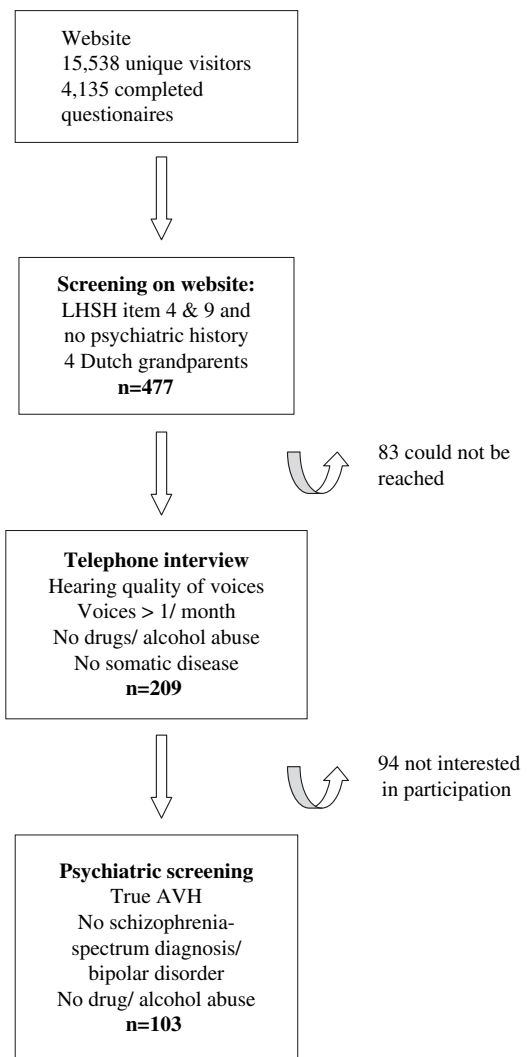 Website
15,538 unique visitors
4,135 completed
questionaires
Screening on website:
LHSH item 4 & 9 and
no psychiatric history
4 Dutch grandparents
n=477
83 could not be
reached
Telephone interview
Hearing quality of voices
Voices > 1/ month
No drugs/ alcohol abuse
No somatic disease
n=209
94 not interested
in participation
Psychiatric screening
True AVH
No schizophrenia-
spectrum diagnosis/
bipolar disorder
No drug/ alcohol abuse
n=103